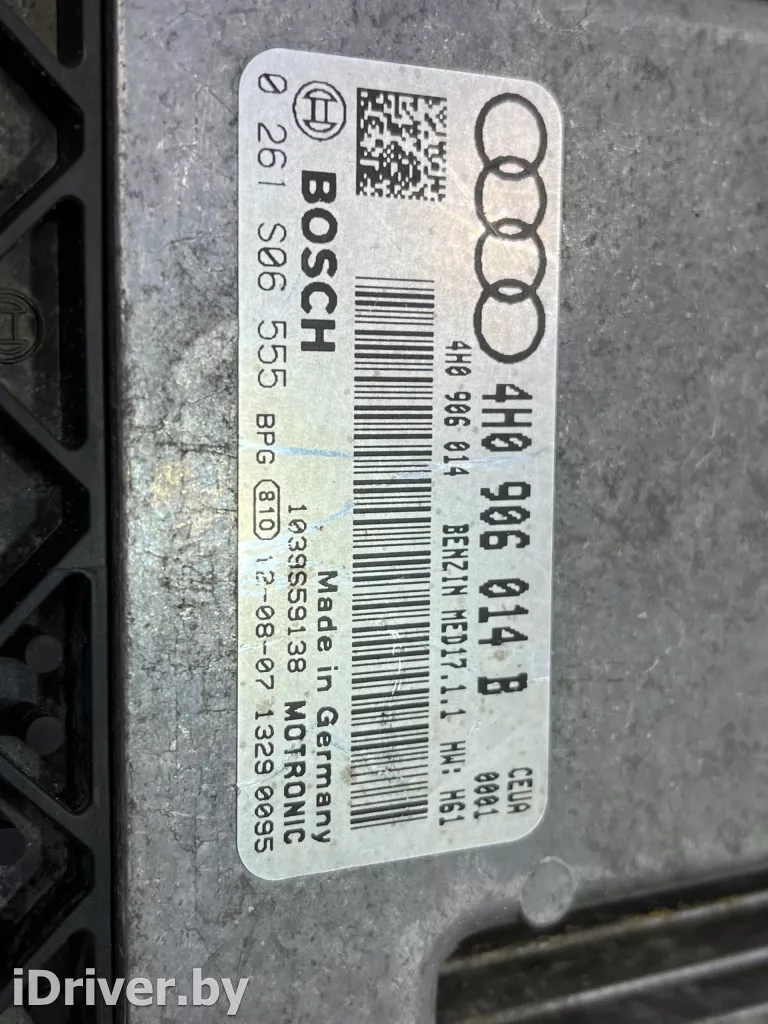 4H0 906 014 B
CEUA
4H0 906 014 BENZIN MED17.1.1 HW: H61
0001
BOSCH
Made in Germany
1039S59138 MOTRONIC
0 261 S06 555 BPG 81D 12-08-07 1329 0095
iDriver.by